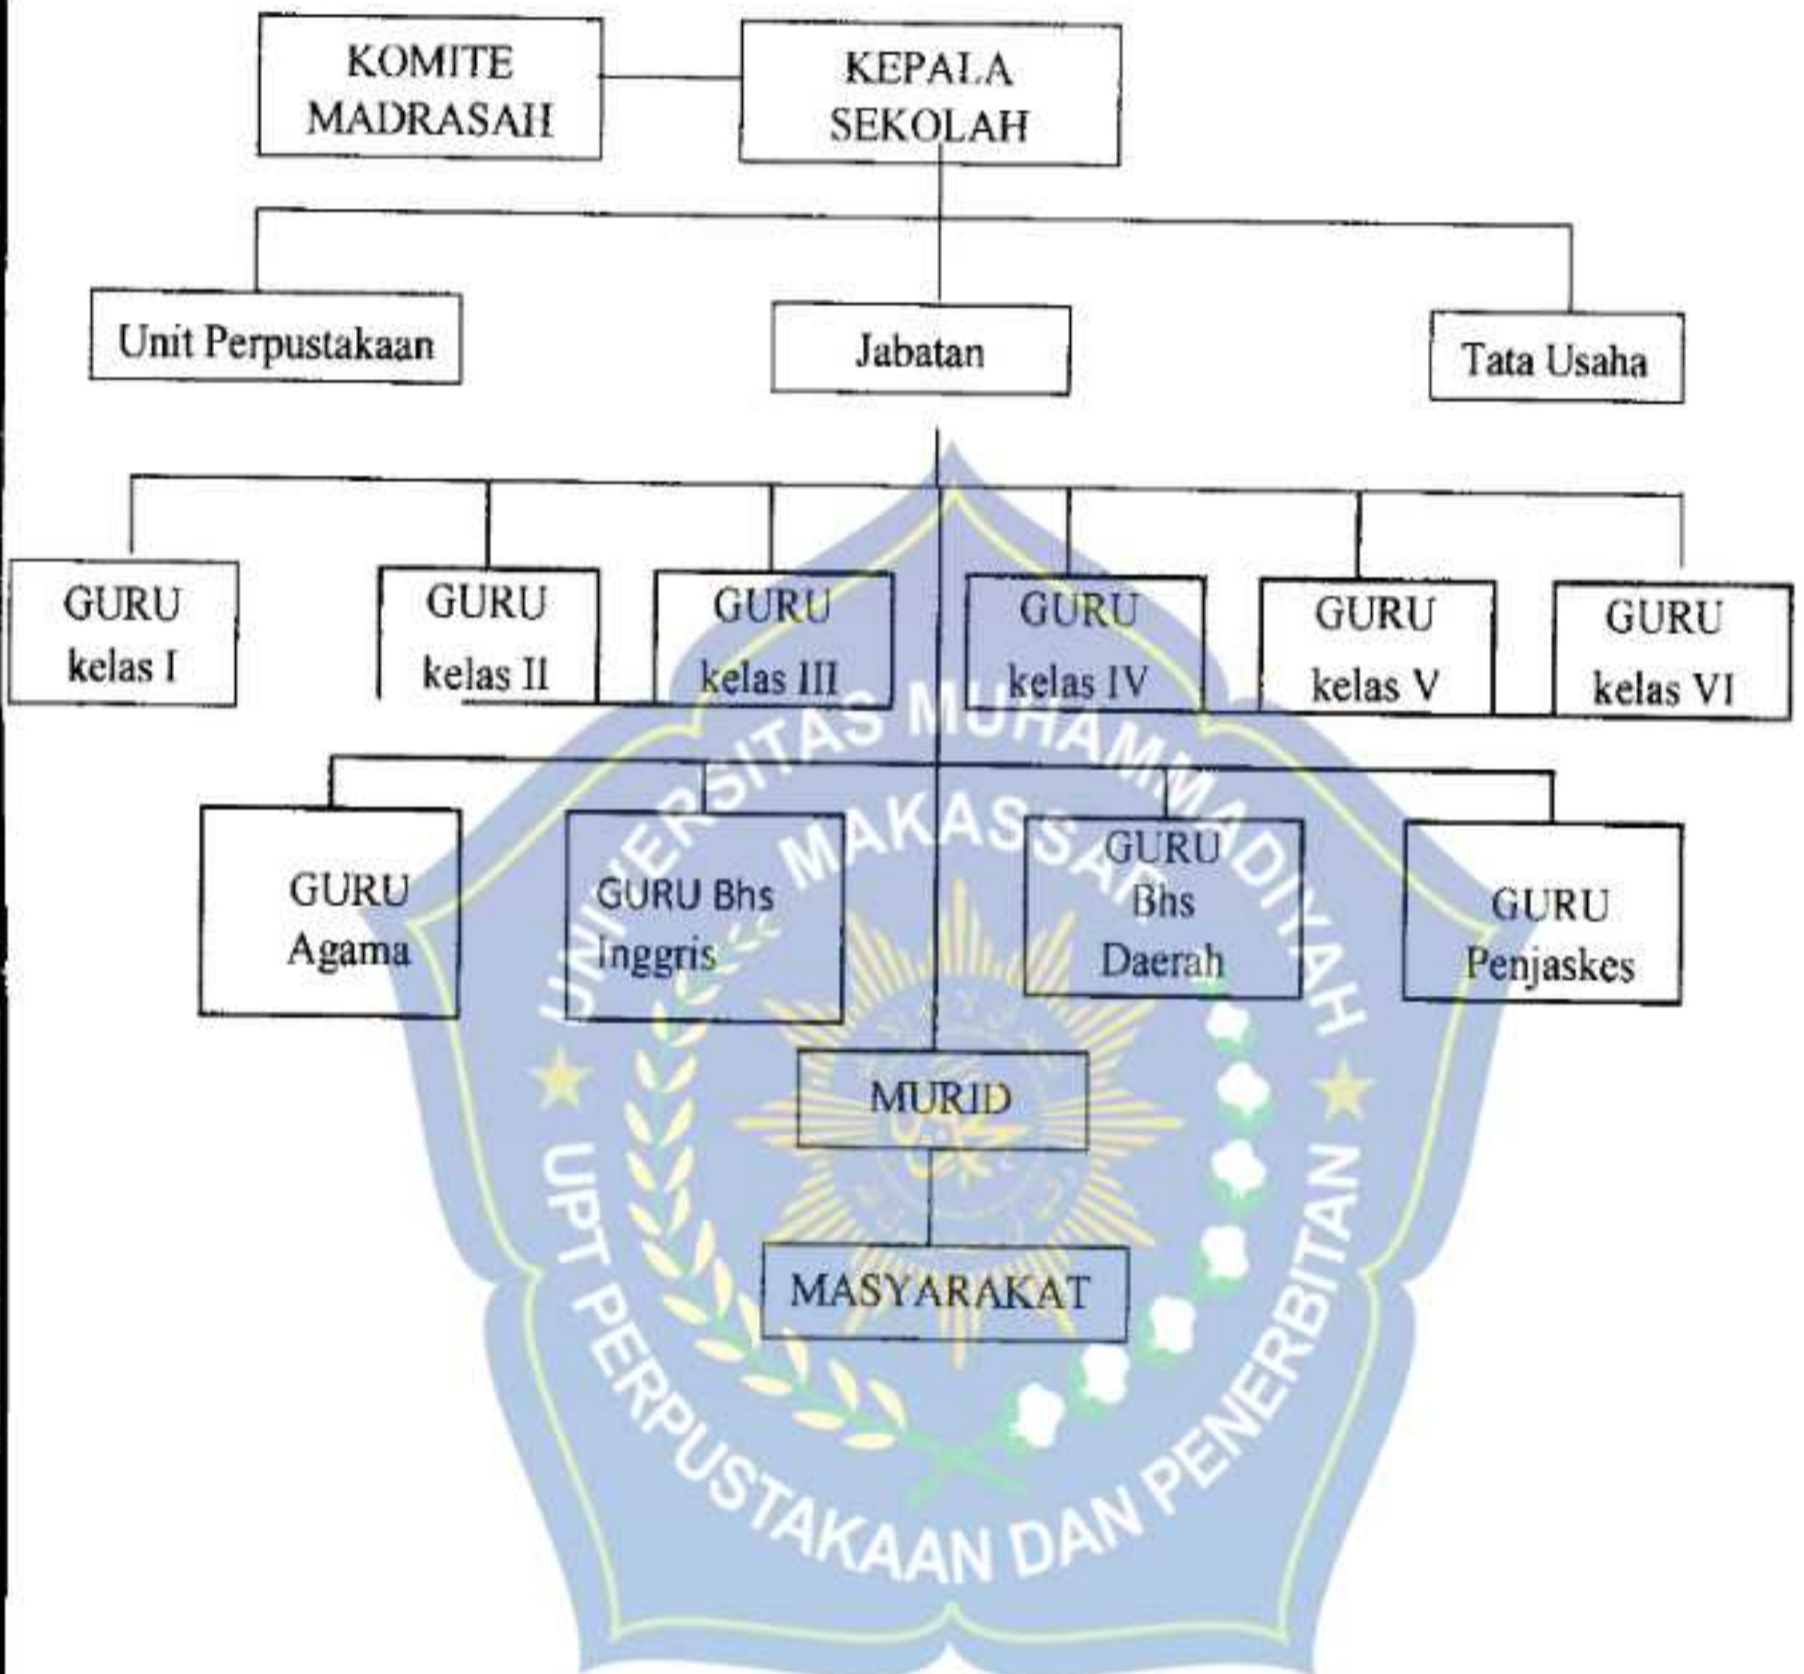 KOMITE
MADRASAH
KEPALA
SEKOLAH
Unit Perpustakaan
Jabatan
Tata Usaha
GURU
kelas I
GURU
kelas II
GURU
kelas III
GURU
kelas IV
GURU
kelas V
GURU
kelas VI
GURU
Agama
GURU Bhs
Inggris
GURU
Bhs
Daerah
GURU
Penjaskes
MURID
MASYARAKAT
UNIVERSITAS MUHAMMADIYAH
MAKASSAR
UPT PERPUSTAKAAN DAN PENERBITAN